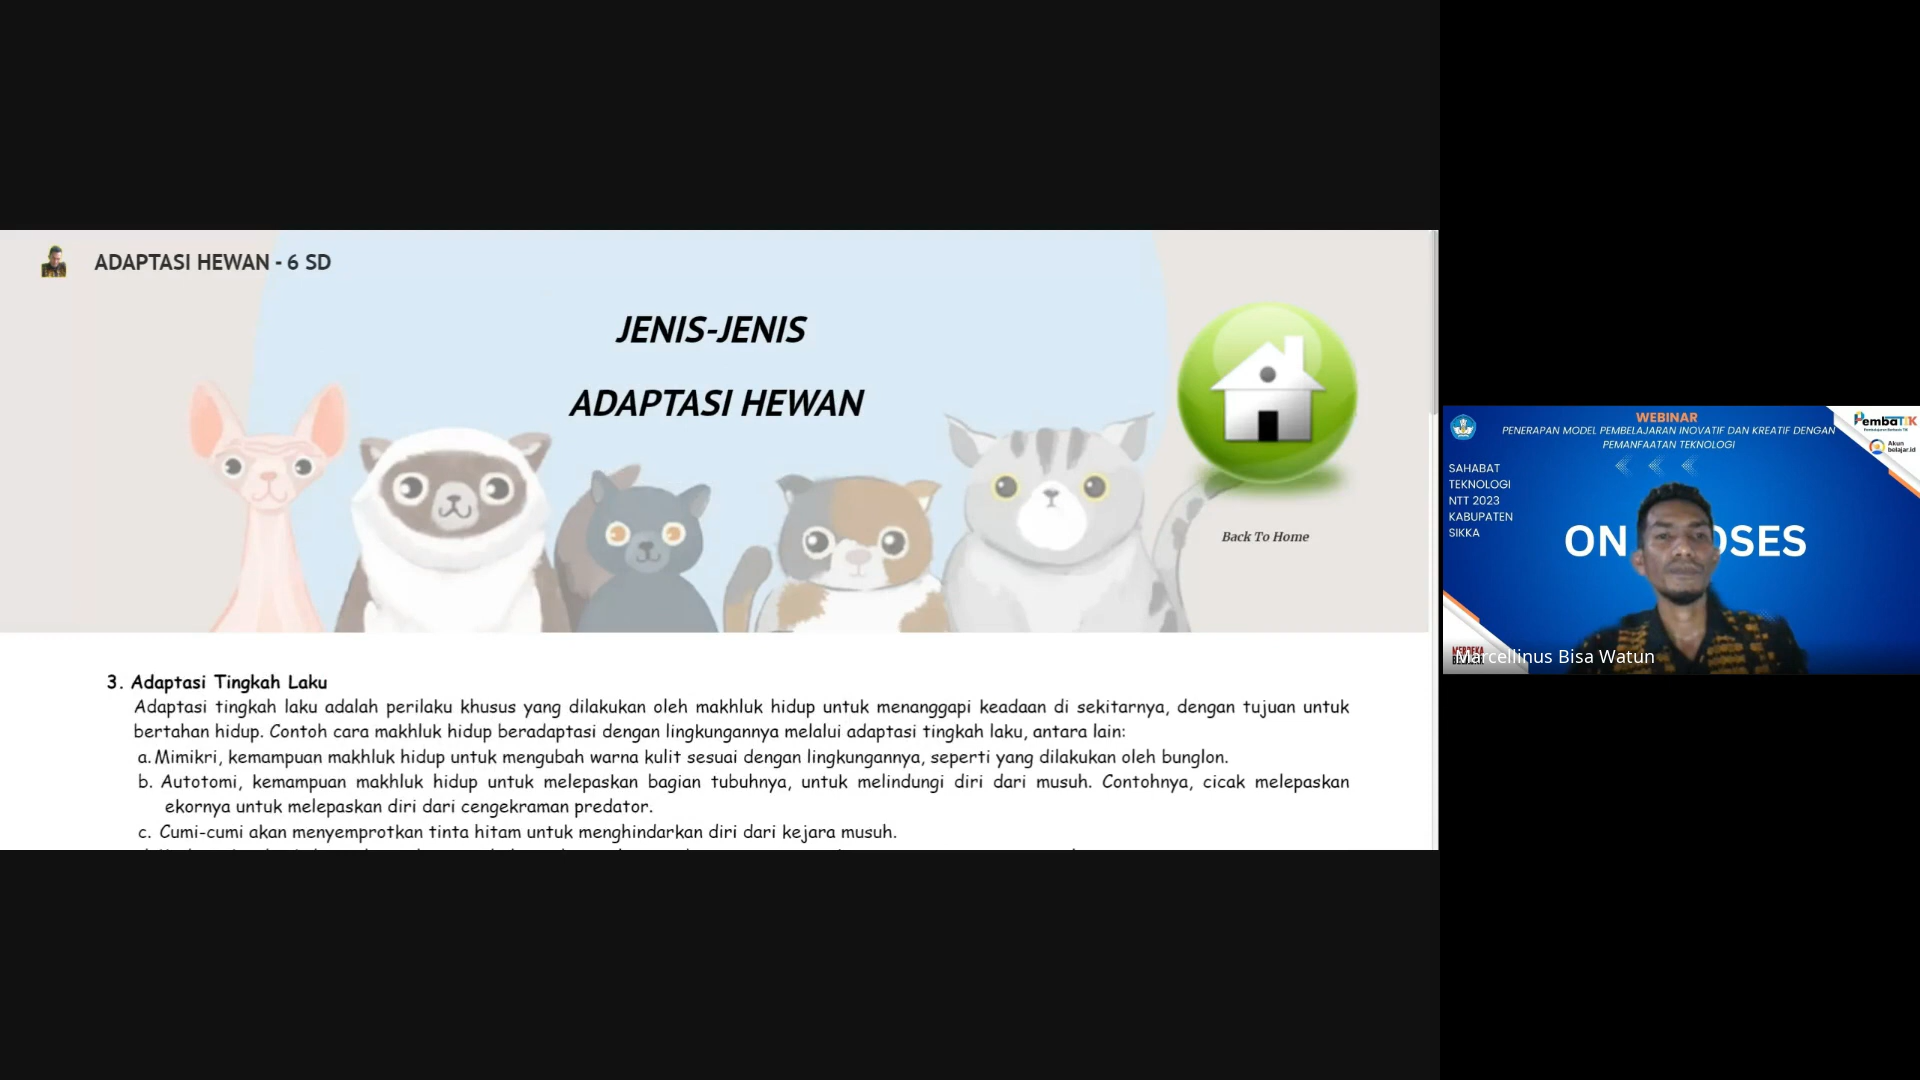 ADAPTASI HEWAN - 6 SD
JENIS-JENIS
ADAPTASI HEWAN
Back To Home
3. Adaptasi Tingkah Laku
Adaptasi tingkah laku adalah perilaku khusus yang dilakukan oleh makhluk hidup untuk menanggapi keadaan di sekitarnya, dengan tujuan untuk
bertahan hidup. Contoh cara makhluk hidup beradaptasi dengan lingkungannya melalui adaptasi tingkah laku, antara lain:
a. Mimikri, kemampuan makhluk hidup untuk mengubah warna kulit sesuai dengan lingkungannya, seperti yang dilakukan oleh bunglon.
b. Autotomi, kemampuan makhluk hidup untuk melepaskan bagian tubuhnya, untuk melindungi diri dari musuh. Contohnya, cicak melepaskan
ekornya untuk melepaskan diri dari cengekraman predator.
c. Cumi-cumi akan menyemprotkan tinta hitam untuk menghindarkan diri dari kejara musuh.
WEBINAR
PENERAPAN MODEL PEMBELAJARAN INOVATIF DAN KREATIF DENGAN
PEMANFAATAN TEKNOLOGI
PembaTIK
Akun
belajar.id
SAHABAT
TEKNOLOGI
NTT 2023
KABUPATEN
SIKKA
ON OSES
Marcellinus Bisa Watun